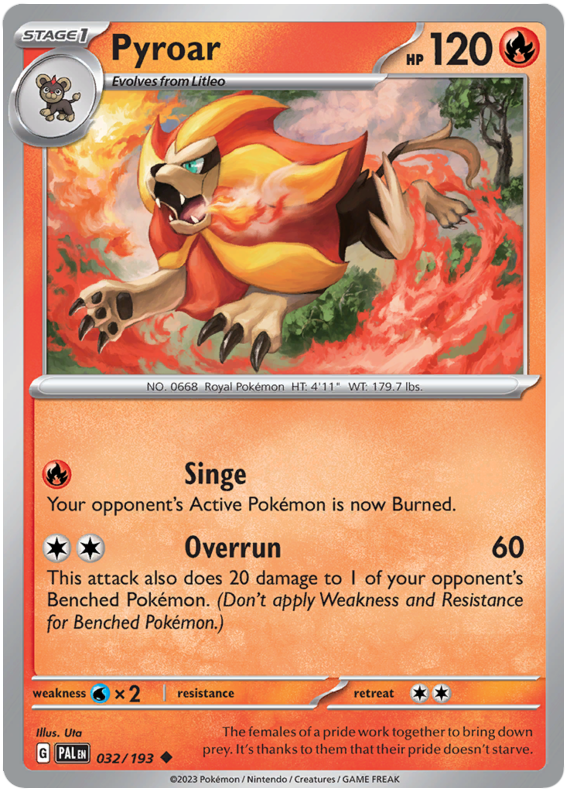 STAGE1
Pyroar
HP 120
Evolves from Litleo
NO. 0668 Royal Pokémon HT: 4'11" WT: 179.7 lbs.
Singe
Your opponent's Active Pokémon is now Burned.
Overrun 60
This attack also does 20 damage to 1 of your opponent's
Benched Pokémon. (Don't apply Weakness and Resistance
for Benched Pokémon.)
weakness ×2 resistance retreat
Illus. Uta
The females of a pride work together to bring down
prey. It's thanks to them that their pride doesn't starve.
G PAL EN 032/193
©2023 Pokémon / Nintendo / Creatures / GAME FREAK